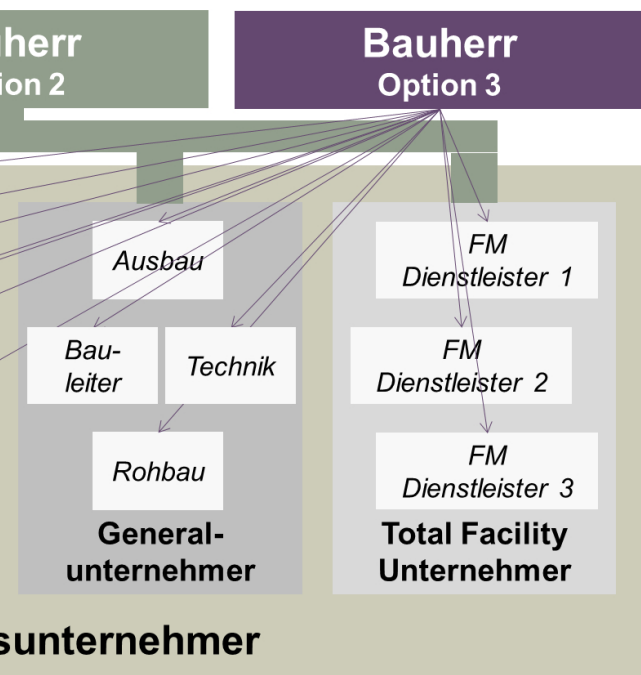 herr
ion 2
Bauherr
Option 3
Ausbau
Bau-
leiter
Technik
Rohbau
General-
unternehmer
FM
Dienstleister 1
FM
Dienstleister 2
FM
Dienstleister 3
Total Facility
Unternehmer
sunternehmer